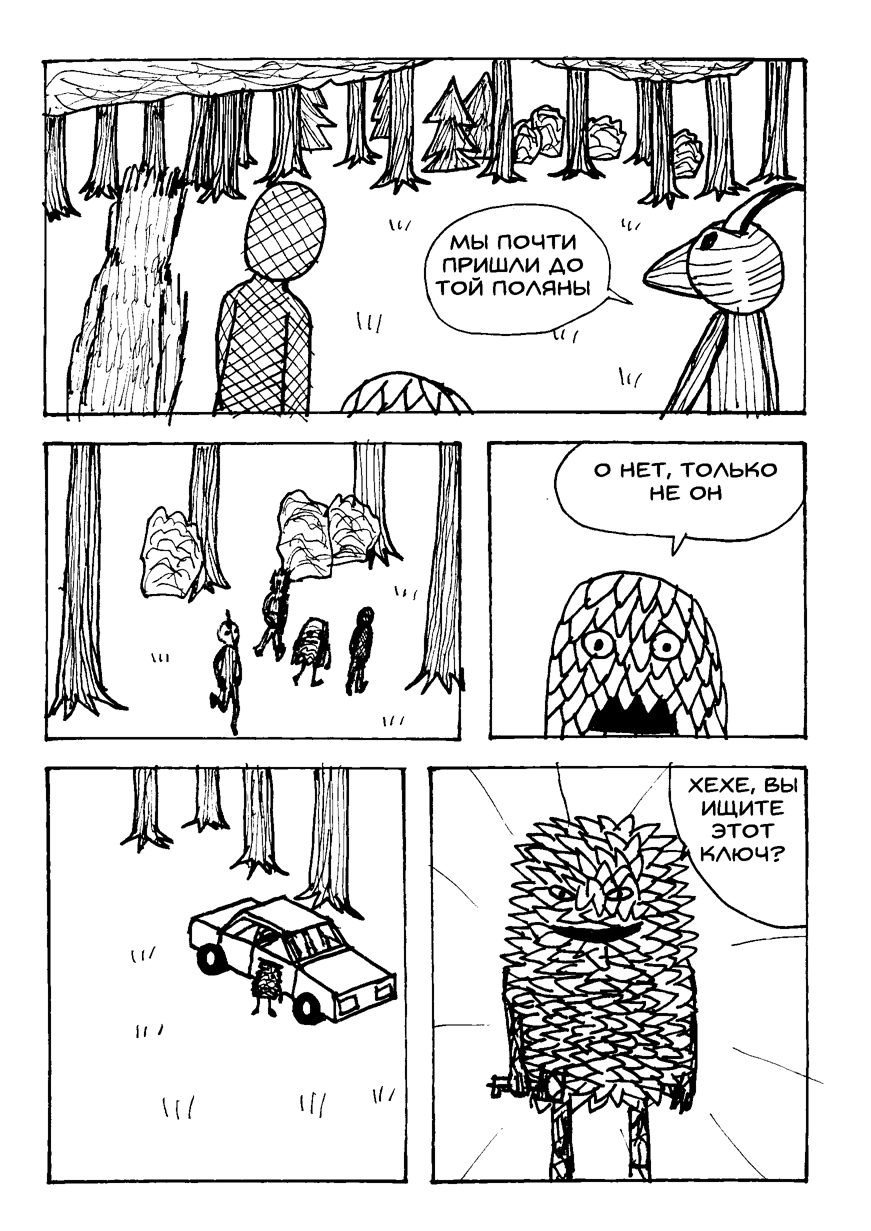 МЫ ПОЧТИ
ПРИШЛИ ДО
ТОЙ ПОЛЯНЫ
О НЕТ, ТОЛЬКО
НЕ ОН
ХЕХЕ, ВЫ
ИЩИТЕ
ЭТОТ
КЛЮЧ?